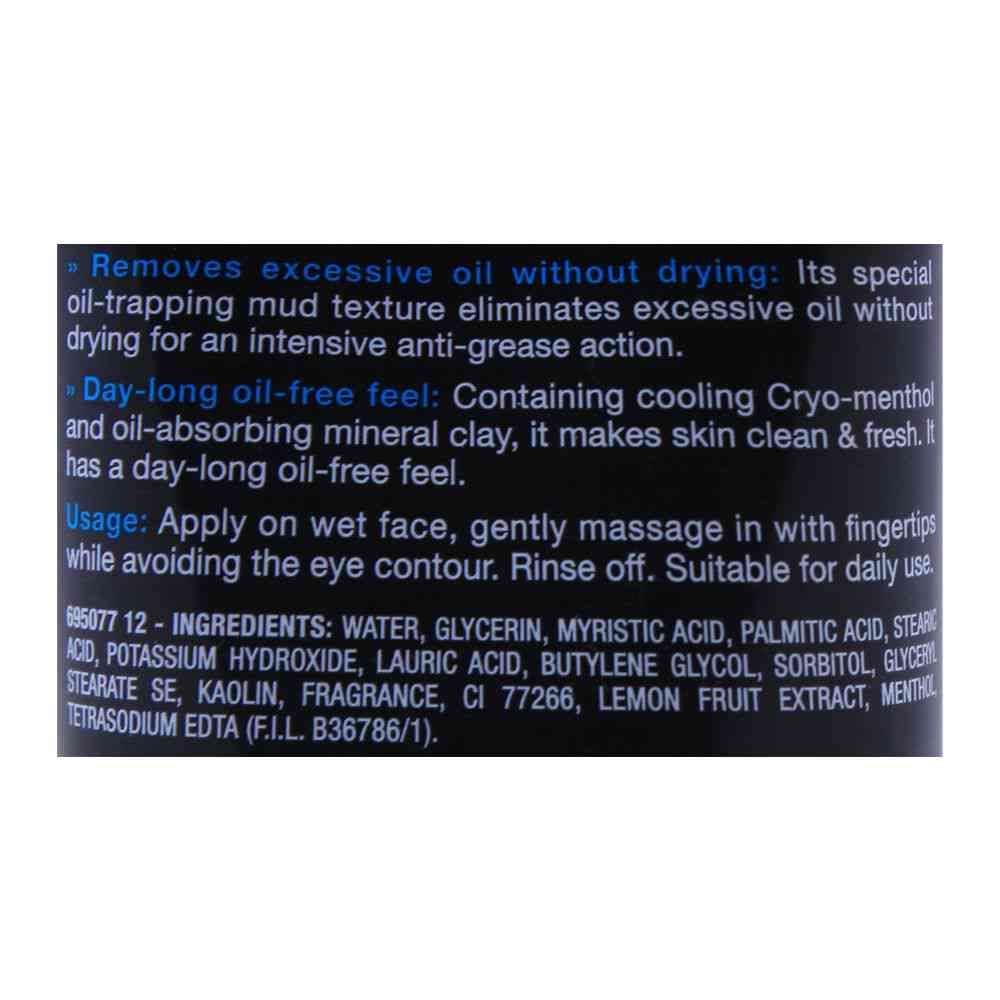 » Removes excessive oil without drying: Its special
oil-trapping mud texture eliminates excessive oil without
drying for an intensive anti-grease action.
» Day-long oil-free feel: Containing cooling Cryo-menthol
and oil-absorbing mineral clay, it makes skin clean & fresh. It
has a day-long oil-free feel.
Usage: Apply on wet face, gently massage in with fingertips
while avoiding the eye contour. Rinse off. Suitable for daily use.
695077 12 - INGREDIENTS: WATER, GLYCERIN, MYRISTIC ACID, PALMITIC ACID, STEARIC
ACID, POTASSIUM HYDROXIDE, LAURIC ACID, BUTYLENE GLYCOL, SORBITOL, GLYCERYL
STEARATE SE, KAOLIN, FRAGRANCE, CI 77266, LEMON FRUIT EXTRACT, MENTHOL,
TETRASODIUM EDTA (F.I.L. B36786/1).